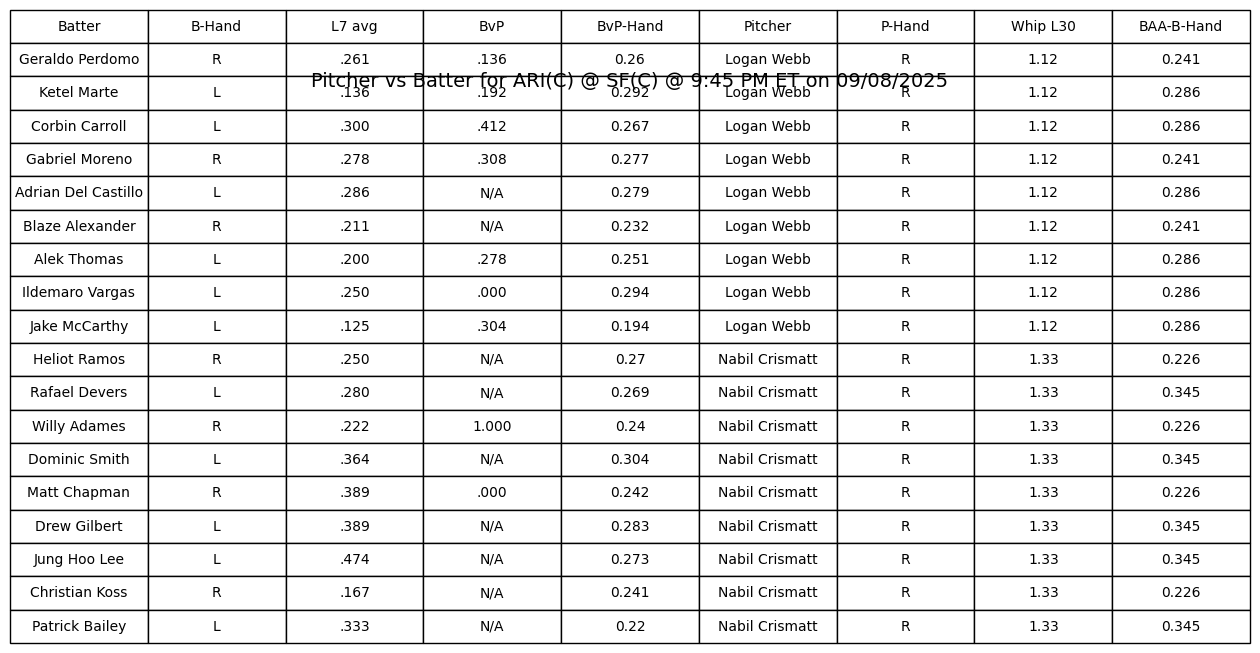 Batter B-Hand L7 avg BvP BvP-Hand Pitcher P-Hand Whip L30 BAA-B-Hand
Geraldo Perdomo R .261 .136 0.26 Logan Webb R 1.12 0.241
Pitcher vs Batter for ARI(C) @ SF(C) @ 9:45 PM ET on 09/08/2025
Ketel Marte L .136 .192 0.292 Logan Webb R 1.12 0.286
Corbin Carroll L .300 .412 0.267 Logan Webb R 1.12 0.286
Gabriel Moreno R .278 .308 0.277 Logan Webb R 1.12 0.241
Adrian Del Castillo L .286 N/A 0.279 Logan Webb R 1.12 0.286
Blaze Alexander R .211 N/A 0.232 Logan Webb R 1.12 0.241
Alek Thomas L .200 .278 0.251 Logan Webb R 1.12 0.286
Ildemaro Vargas L .250 .000 0.294 Logan Webb R 1.12 0.286
Jake McCarthy L .125 .304 0.194 Logan Webb R 1.12 0.286
Heliot Ramos R .250 N/A 0.27 Nabil Crismatt R 1.33 0.226
Rafael Devers L .280 N/A 0.269 Nabil Crismatt R 1.33 0.345
Willy Adames R .222 1.000 0.24 Nabil Crismatt R 1.33 0.226
Dominic Smith L .364 N/A 0.304 Nabil Crismatt R 1.33 0.345
Matt Chapman R .389 .000 0.242 Nabil Crismatt R 1.33 0.226
Drew Gilbert L .389 N/A 0.283 Nabil Crismatt R 1.33 0.345
Jung Hoo Lee L .474 N/A 0.273 Nabil Crismatt R 1.33 0.345
Christian Koss R .167 N/A 0.241 Nabil Crismatt R 1.33 0.226
Patrick Bailey L .333 N/A 0.22 Nabil Crismatt R 1.33 0.345